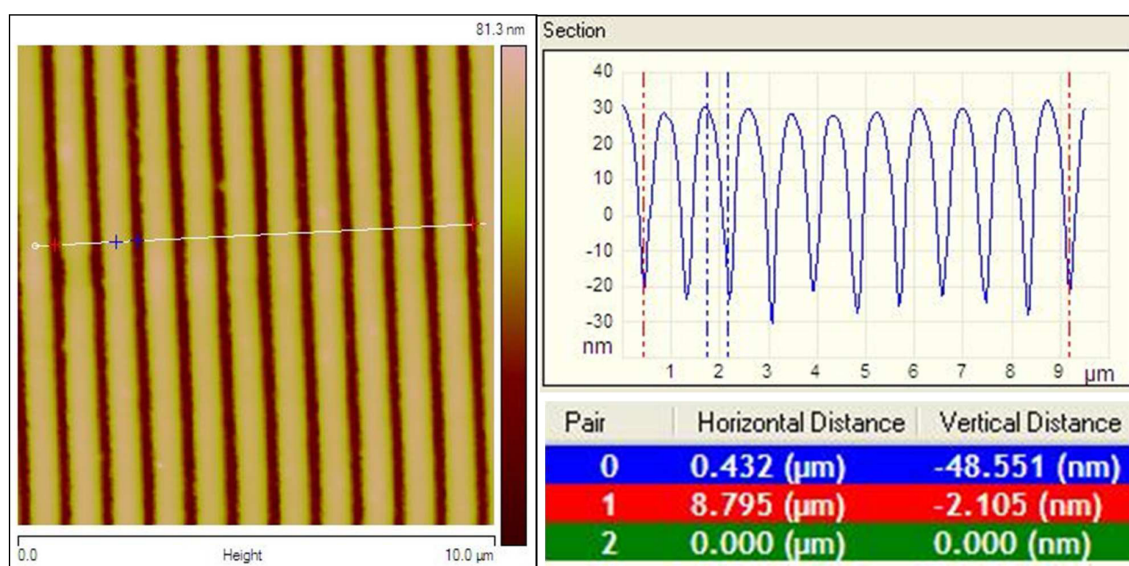 81.3 nm
0.0 Height 10.0 µm
Section
40
30
20
10
0
-10
-20
-30
nm
1 2 3 4 5 6 7 8 9 µm
Pair Horizontal Distance Vertical Distance
0 0.432 (µm) -48.551 (nm)
1 8.795 (µm) -2.105 (nm)
2 0.000 (µm) 0.000 (nm)